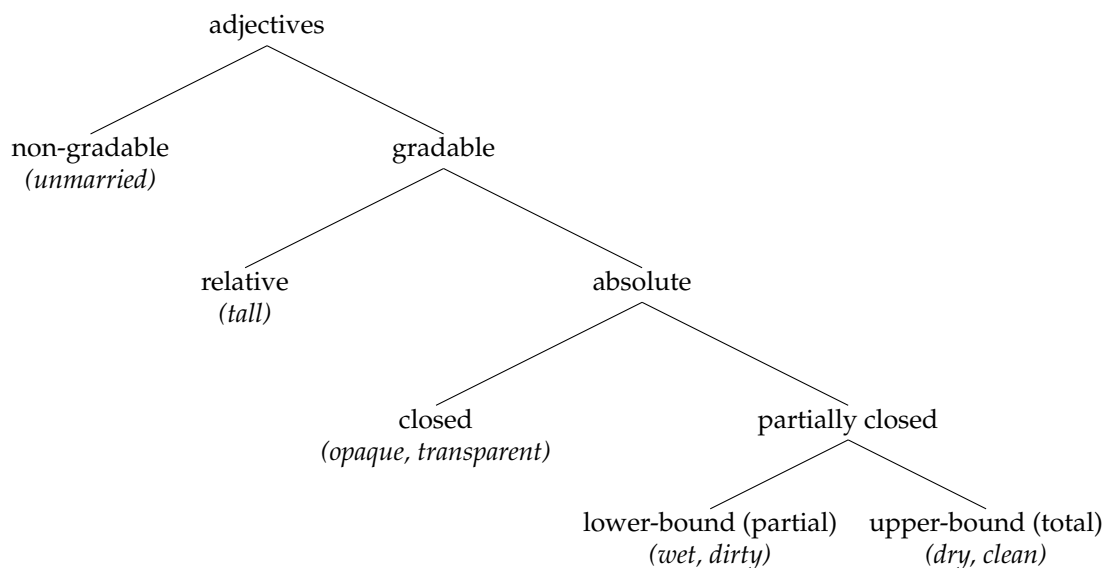 adjectives
non-gradable
(unmarried)
gradable
relative
(tall)
absolute
closed
(opaque, transparent)
partially closed
lower-bound (partial)
(wet, dirty)
upper-bound (total)
(dry, clean)